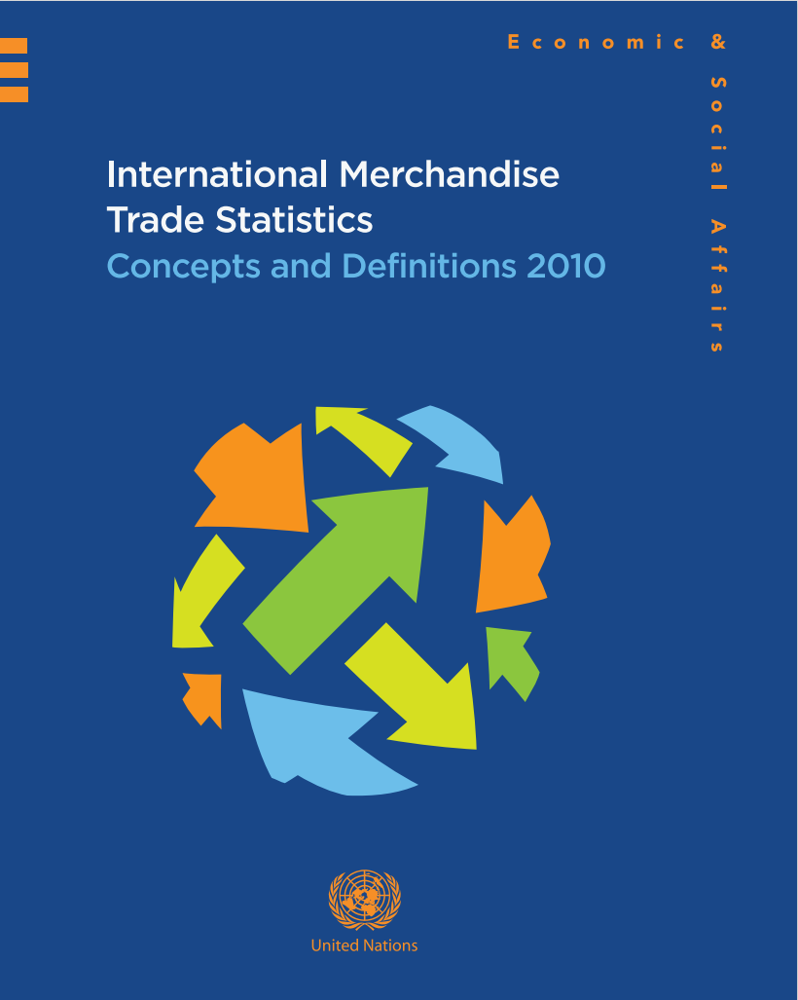 Economic &
Social Affairs
International Merchandise
Trade Statistics
Concepts and Definitions 2010
United Nations